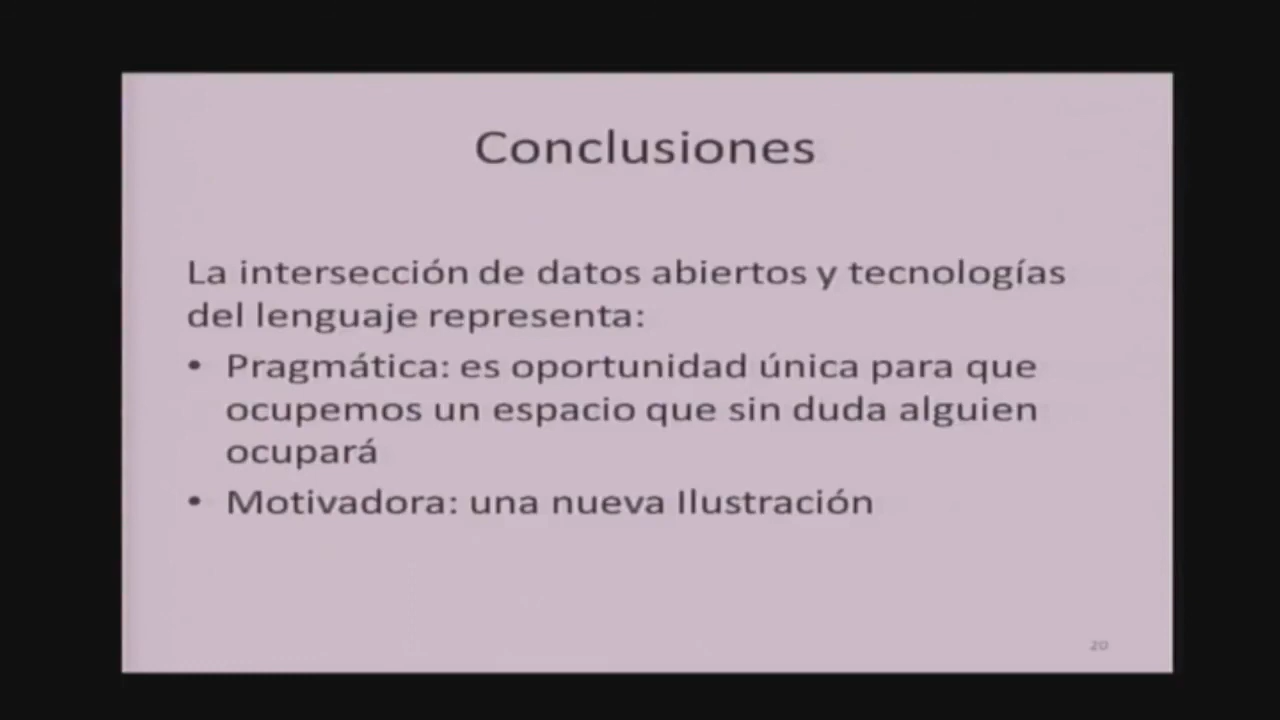 Conclusiones
La intersección de datos abiertos y tecnologías
del lenguaje representa:
• Pragmática: es oportunidad única para que
ocupemos un espacio que sin duda alguien
ocupará
• Motivadora: una nueva Ilustración
20